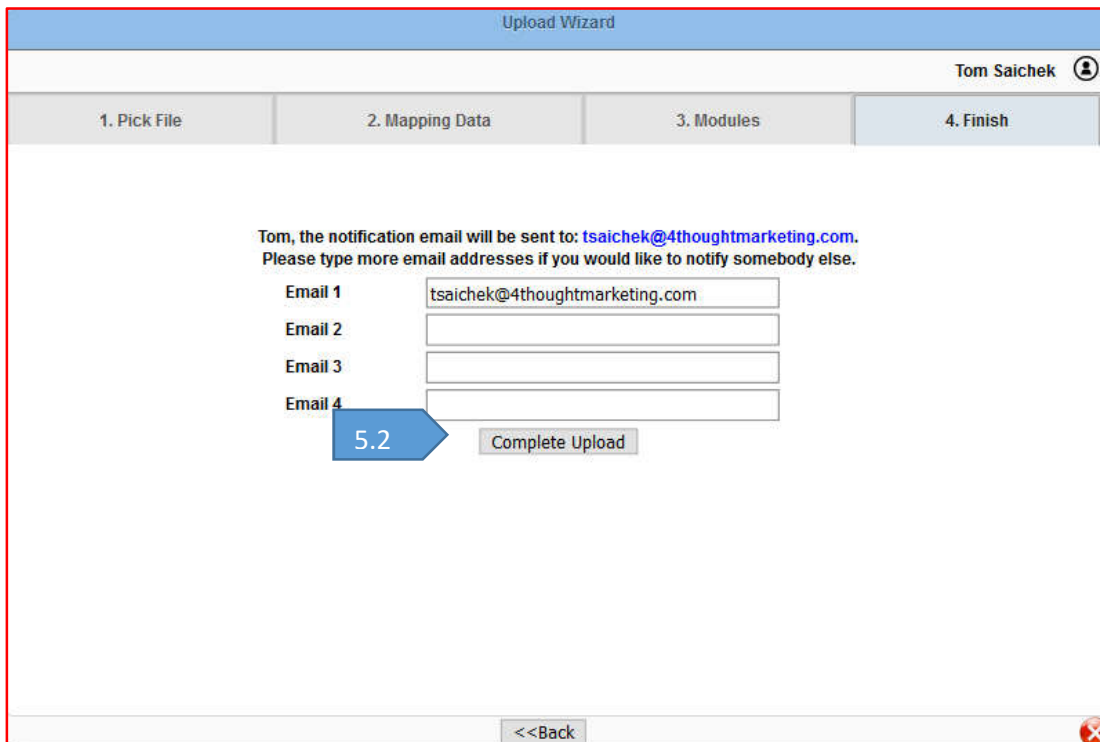 Upload Wizard
Tom Saichek
1. Pick File 2. Mapping Data 3. Modules 4. Finish
Tom, the notification email will be sent to: tsaichek@4thoughtmarketing.com.
Please type more email addresses if you would like to notify somebody else.
Email 1 tsaichek@4thoughtmarketing.com
Email 2
Email 3
Email 4
5.2 Complete Upload
<<Back